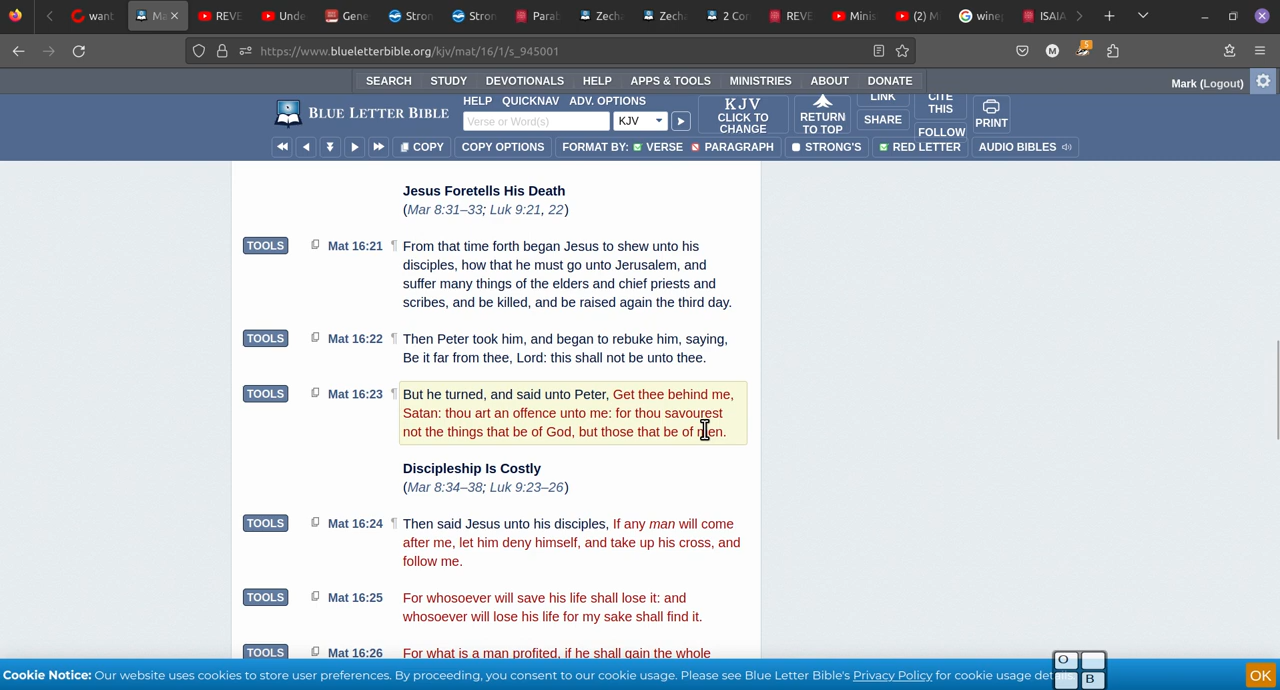 want
Ma
REVE
Unde
Gene
Stron
Stron
Para
Zecha
Zecha
2 Cor
REVE
Minis
(2) M
wine
ISAIA
https://www.blueletterbible.org/kjv/mat/16/1/s_945001
M
5
SEARCH STUDY DEVOTIONALS HELP APPS & TOOLS MINISTRIES ABOUT DONATE
Mark (Logout)
BLUE LETTER BIBLE
HELP QUICKNAV ADV. OPTIONS
Verse or Word(s)
KJV
KJV
CLICK TO
CHANGE
RETURN
TO TOP
LINK
SHARE
CITE
THIS
FOLLOW
PRINT
COPY COPY OPTIONS FORMAT BY: VERSE PARAGRAPH STRONG'S RED LETTER AUDIO BIBLES
Jesus Foretells His Death
(Mar 8:31–33; Luk 9:21, 22)
TOOLS Mat 16:21 ¶ From that time forth began Jesus to shew unto his
disciples, how that he must go unto Jerusalem, and
suffer many things of the elders and chief priests and
scribes, and be killed, and be raised again the third day.
TOOLS Mat 16:22 ¶ Then Peter took him, and began to rebuke him, saying,
Be it far from thee, Lord: this shall not be unto thee.
TOOLS Mat 16:23 ¶ But he turned, and said unto Peter, Get thee behind me,
Satan: thou art an offence unto me: for thou savourest
not the things that be of God, but those that be of men.
Discipleship Is Costly
(Mar 8:34–38; Luk 9:23–26)
TOOLS Mat 16:24 ¶ Then said Jesus unto his disciples, If any man will come
after me, let him deny himself, and take up his cross, and
follow me.
TOOLS Mat 16:25 For whosoever will save his life shall lose it: and
whosoever will lose his life for my sake shall find it.
TOOLS Mat 16:26 For what is a man profited, if he shall gain the whole
Cookie Notice: Our website uses cookies to store user preferences. By proceeding, you consent to our cookie usage. Please see Blue Letter Bible's Privacy Policy for cookie usage details.
OK
O
B